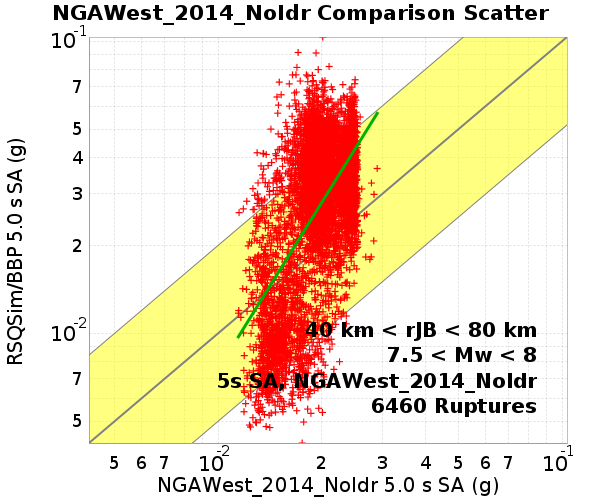 NGAWest_2014_NoIdr Comparison Scatter
10^-1
7
5
4
3
2
10^-2
7
5
RSQSim/BBP 5.0 s SA (g)
40 km < rJB < 80 km
7.5 < Mw < 8
5s SA, NGAWest_2014_NoIdr
6460 Ruptures
5 6 7 10^-2 2 3 4 5 6 7 10^-1
NGAWest_2014_NoIdr 5.0 s SA (g)